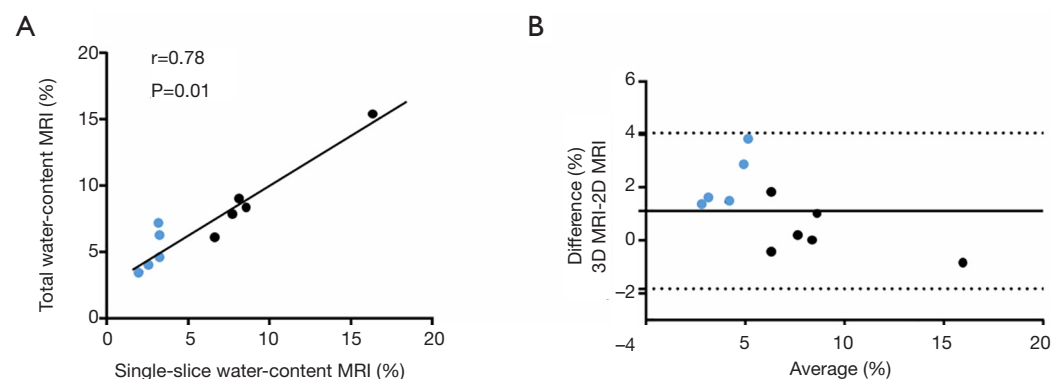 A
20
15
10
5
0
r=0.78
P=0.01
0
5
10
15
20
Total water-content MRI (%)
Single-slice water-content MRI (%)
B
6
4
2
0
–2
–4
5
10
15
20
Difference (%)
3D MRI-2D MRI
Average (%)